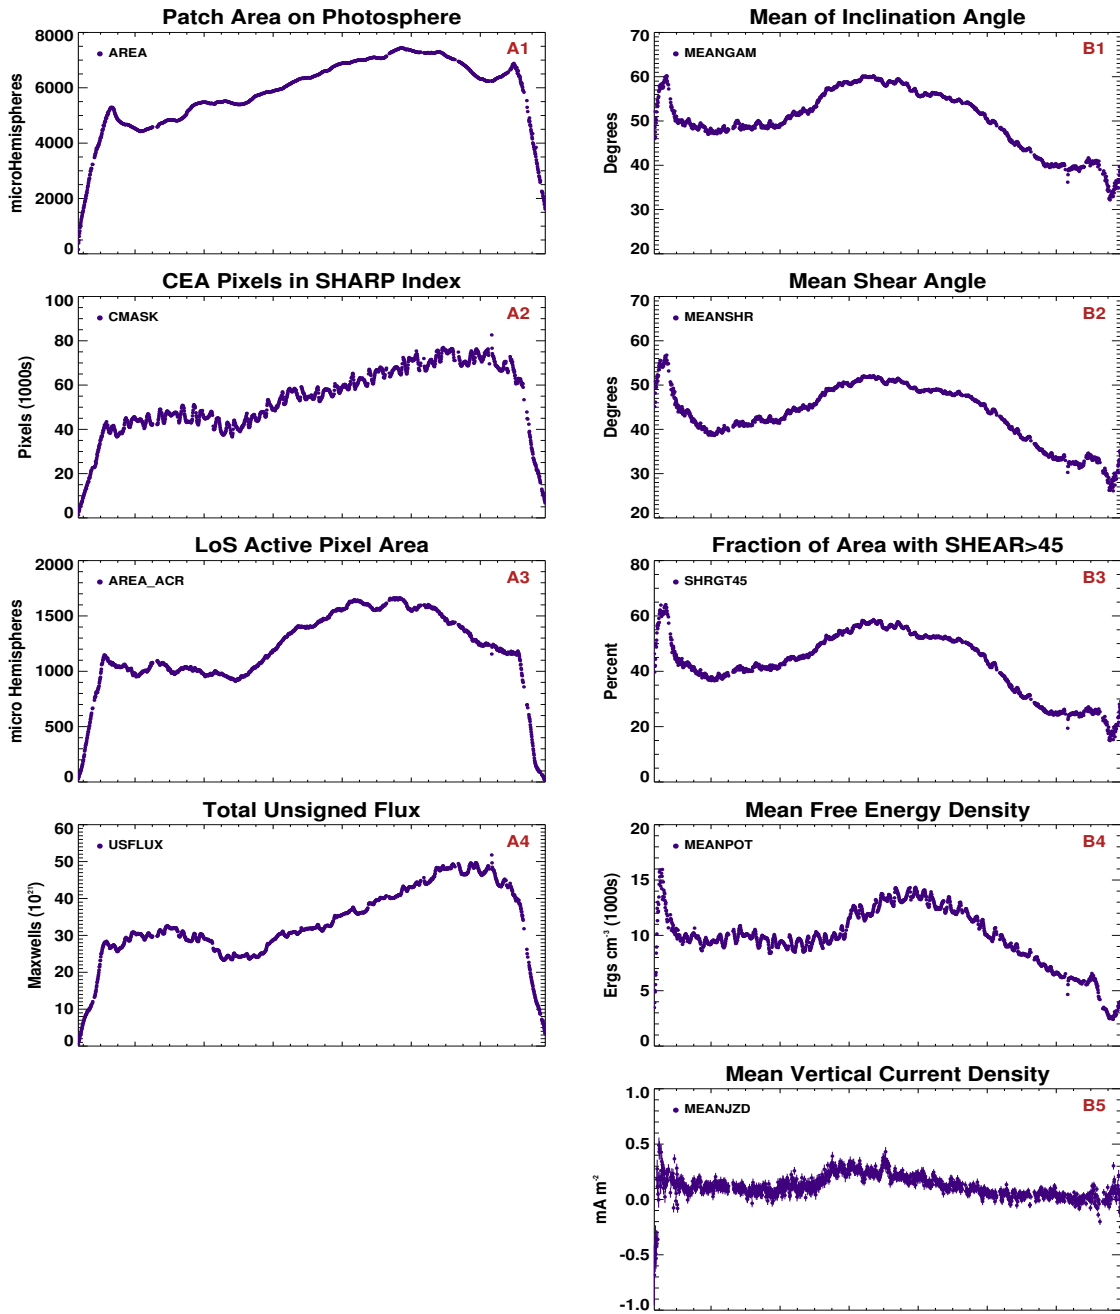 Patch Area on Photosphere
8000
6000
4000
2000
0
microHemispheres
AREA
A1
CEA Pixels in SHARP Index
100
80
60
40
20
0
Pixels (1000s)
CMASK
A2
LoS Active Pixel Area
2000
1500
1000
500
0
micro Hemispheres
AREA_ACR
A3
Total Unsigned Flux
60
50
40
30
20
10
0
Maxwells (10²¹)
USFLUX
A4
Mean of Inclination Angle
70
60
50
40
30
20
Degrees
MEANGAM
B1
Mean Shear Angle
70
60
50
40
30
20
Degrees
MEANSHR
B2
Fraction of Area with SHEAR>45
80
60
40
20
0
Percent
SHRGT45
B3
Mean Free Energy Density
20
15
10
5
0
Ergs cm⁻³ (1000s)
MEANPOT
B4
Mean Vertical Current Density
1.0
0.5
0.0
-0.5
-1.0
mA m⁻²
MEANJZD
B5